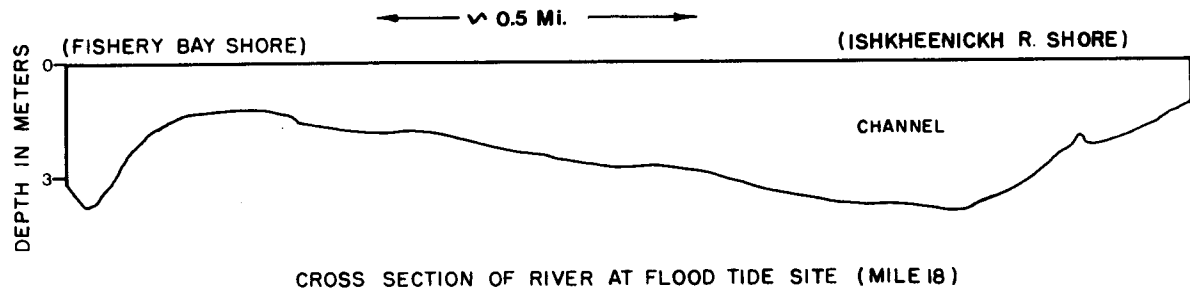 ~ 0.5 Mi.
(FISHERY BAY SHORE)
(ISHKHEENICKH R. SHORE)
0
3
DEPTH IN METERS
CHANNEL
CROSS SECTION OF RIVER AT FLOOD TIDE SITE (MILE 18)